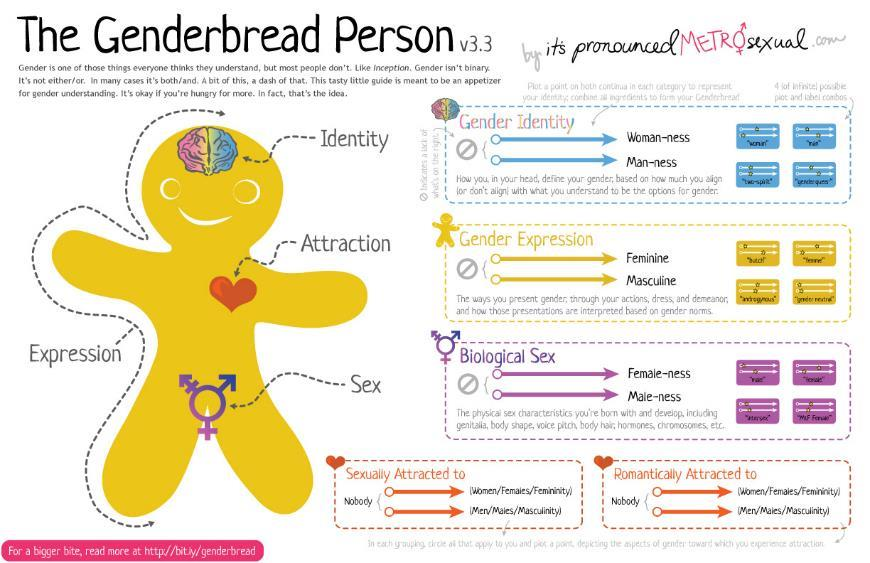 The Genderbread Person v3.3
by it's pronounced METROsexual.com
Gender is one of those things everyone thinks they understand, but most people don't. Like Inception. Gender isn't binary.
It's not either/or. In many cases it's both/and. A bit of this, a dash of that. This tasty little guide is meant to be an appetizer
for gender understanding. It's okay if you're hungry for more. In fact, that's the idea.
Identity
Attraction
Expression
Sex
Plot a point on both continua in each category to represent
your identity; combine all ingredients to form your Genderbread
4 (of infinite) possible
plot and label combos
Indicates a lack of
what's on the right.
Gender Identity
Woman-ness
Man-ness
How you, in your head, define your gender, based on how much you align
(or don't align) with what you understand to be the options for gender.
"woman"
"man"
"two-spirit"
"genderqueer"
Gender Expression
Feminine
Masculine
The ways you present gender, through your actions, dress, and demeanor,
and how those presentations are interpreted based on gender norms.
"butch"
"femme"
"androgynous"
"gender neutral"
Biological Sex
Female-ness
Male-ness
The physical sex characteristics you're born with and develop, including
genitalia, body shape, voice pitch, body hair, hormones, chromosomes, etc.
"male"
"female"
"intersex"
"MtF Female"
Sexually Attracted to
Nobody
(Women/Females/Femininity)
(Men/Males/Masculinity)
Romantically Attracted to
Nobody
(Women/Females/Femininity)
(Men/Males/Masculinity)
For a bigger bite, read more at http://bit.ly/genderbread
In each grouping, circle all that apply to you and plot a point, depicting the aspects of gender toward which you experience attraction.